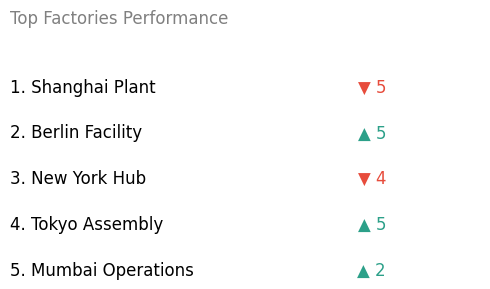 Top Factories Performance
1. Shanghai Plant ▼ 5
2. Berlin Facility ▲ 5
3. New York Hub ▼ 4
4. Tokyo Assembly ▲ 5
5. Mumbai Operations ▲ 2